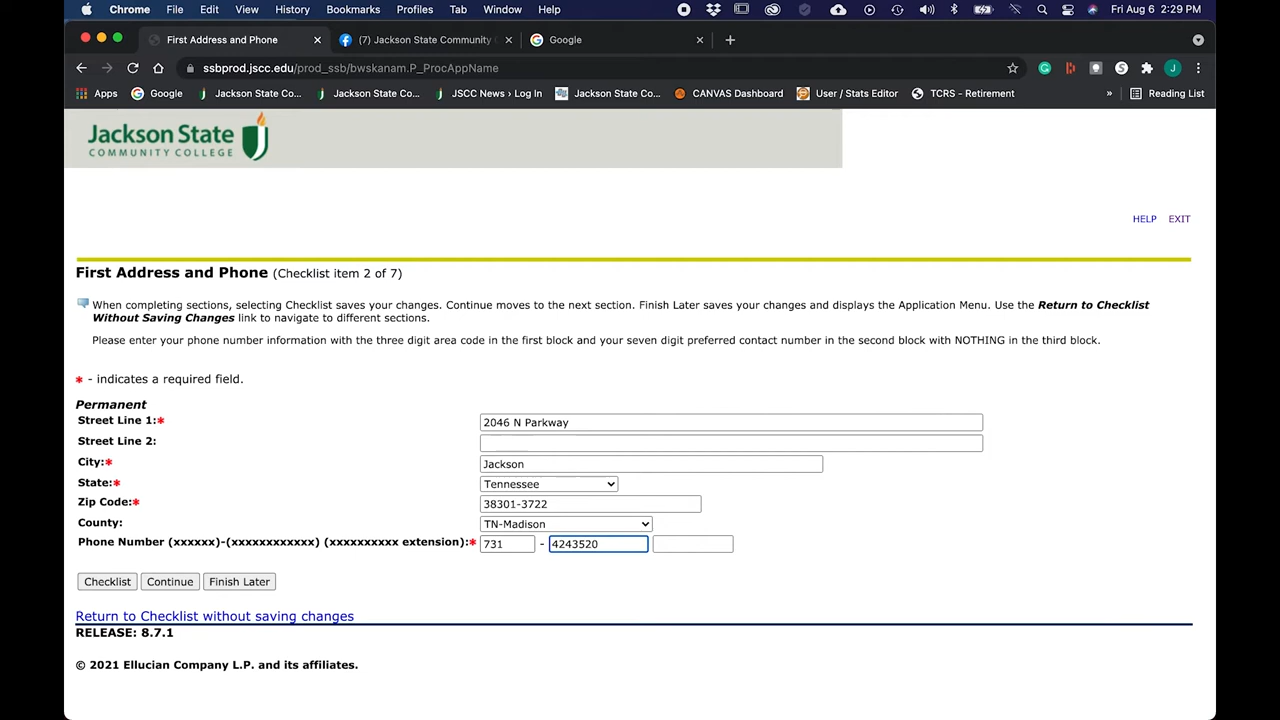 Chrome File Edit View History Bookmarks Profiles Tab Window Help Fri Aug 6 2:29 PM
First Address and Phone × (7) Jackson State Community C × Google × +
ssbprod.jscc.edu/prod_ssb/bwskanam.P_ProcAppName
Apps Google Jackson State Co... Jackson State Co... JSCC News › Log In Jackson State Co... CANVAS Dashboard User / Stats Editor TCRS - Retirement » Reading List
Jackson State
COMMUNITY COLLEGE
HELP EXIT
First Address and Phone (Checklist item 2 of 7)
When completing sections, selecting Checklist saves your changes. Continue moves to the next section. Finish Later saves your changes and displays the Application Menu. Use the Return to Checklist
Without Saving Changes link to navigate to different sections.
Please enter your phone number information with the three digit area code in the first block and your seven digit preferred contact number in the second block with NOTHING in the third block.
* - indicates a required field.
Permanent
Street Line 1:* 2046 N Parkway
Street Line 2:
City:* Jackson
State:* Tennessee
Zip Code:* 38301-3722
County: TN-Madison
Phone Number (xxxxxx)-(xxxxxxxxxxxx) (xxxxxxxxxx extension):* 731 - 4243520
Checklist Continue Finish Later
Return to Checklist without saving changes
RELEASE: 8.7.1
© 2021 Ellucian Company L.P. and its affiliates.